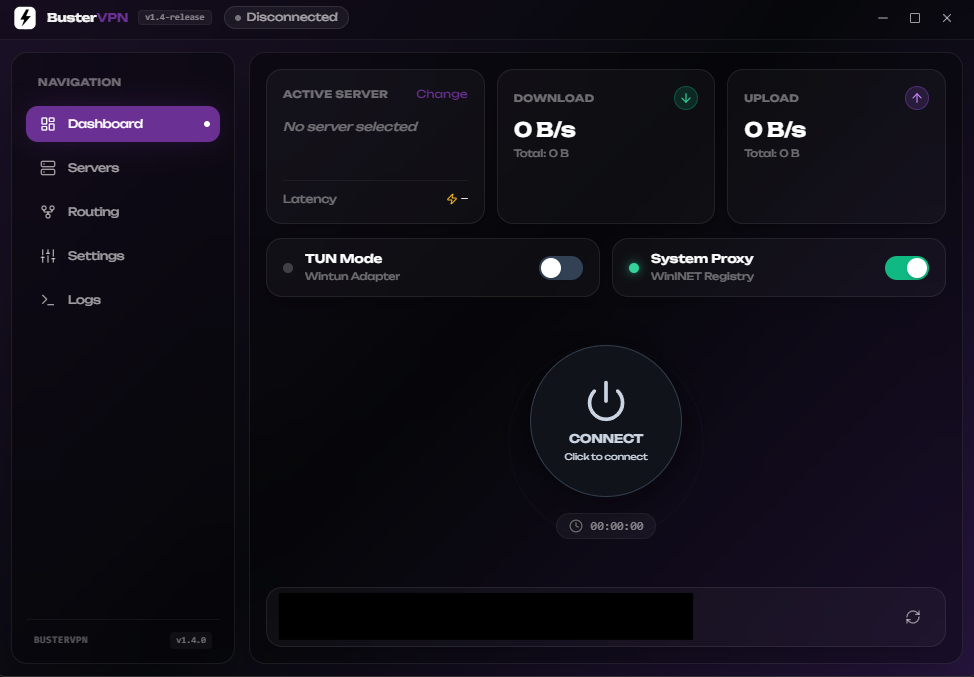 BusterVPN v1.4-release Disconnected
NAVIGATION
Dashboard
Servers
Routing
Settings
Logs
BUSTERVPN v1.4.0
ACTIVE SERVER Change
No server selected
Latency –
DOWNLOAD
0 B/s
Total: 0 B
UPLOAD
0 B/s
Total: 0 B
TUN Mode
Wintun Adapter
System Proxy
WinINET Registry
CONNECT
Click to connect
00:00:00